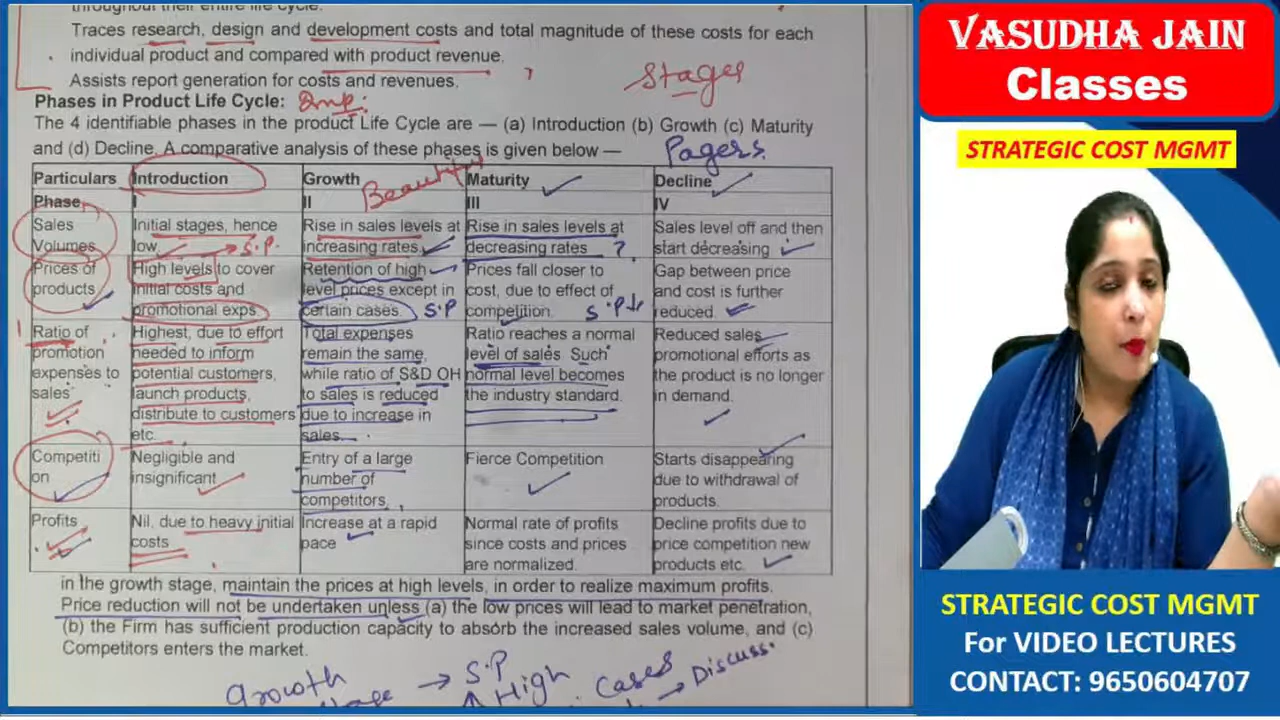 throughout their entire life cycle.
Traces research, design and development costs and total magnitude of these costs for each
individual product and compared with product revenue.
Assists report generation for costs and revenues.
Stages
Phases in Product Life Cycle: Imp:
The 4 identifiable phases in the product Life Cycle are — (a) Introduction (b) Growth (c) Maturity
and (d) Decline. A comparative analysis of these phases is given below —
Particulars Introduction Growth Maturity Decline
Beautiful
Phase I II III IV
Sales Volumes
Initial stages, hence
low.
S.P.
Rise in sales levels at
increasing rates.
Rise in sales levels at
decreasing rates ?
Sales level off and then
start decreasing
Prices of
products
High levels to cover
initial costs and
promotional exps.
Retention of high
level prices except in
certain cases. S.P
Prices fall closer to
cost, due to effect of
competition. S.P↓
Gap between price
and cost is further
reduced.
Ratio of
promotion
expenses to
sales
Highest, due to effort
needed to inform
potential customers,
launch products,
distribute to customers
etc.
Total expenses
remain the same,
while ratio of S&D OH
to sales is reduced
due to increase in
sales
Ratio reaches a normal
level of sales. Such
normal level becomes
the industry standard.
Reduced sales
promotional efforts as
the product is no longer
in demand.
Competiti
on
Negligible and
insignificant
Entry of a large
number of
competitors.
Fierce Competition
Starts disappearing
due to withdrawal of
products.
Profits
Nil, due to heavy initial
costs
Increase at a rapid
pace
Normal rate of profits
since costs and prices
are normalized.
Decline profits due to
price competition new
products etc.
in the growth stage, maintain the prices at high levels, in order to realize maximum profits.
Price reduction will not be undertaken unless (a) the low prices will lead to market penetration,
(b) the Firm has sufficient production capacity to absorb the increased sales volume, and (c)
Competitors enters the market.
Growth → S.P
↑ High
Cases
→ Discuss.
VASUDHA JAIN
Classes
STRATEGIC COST MGMT
STRATEGIC COST MGMT
For VIDEO LECTURES
CONTACT: 9650604707